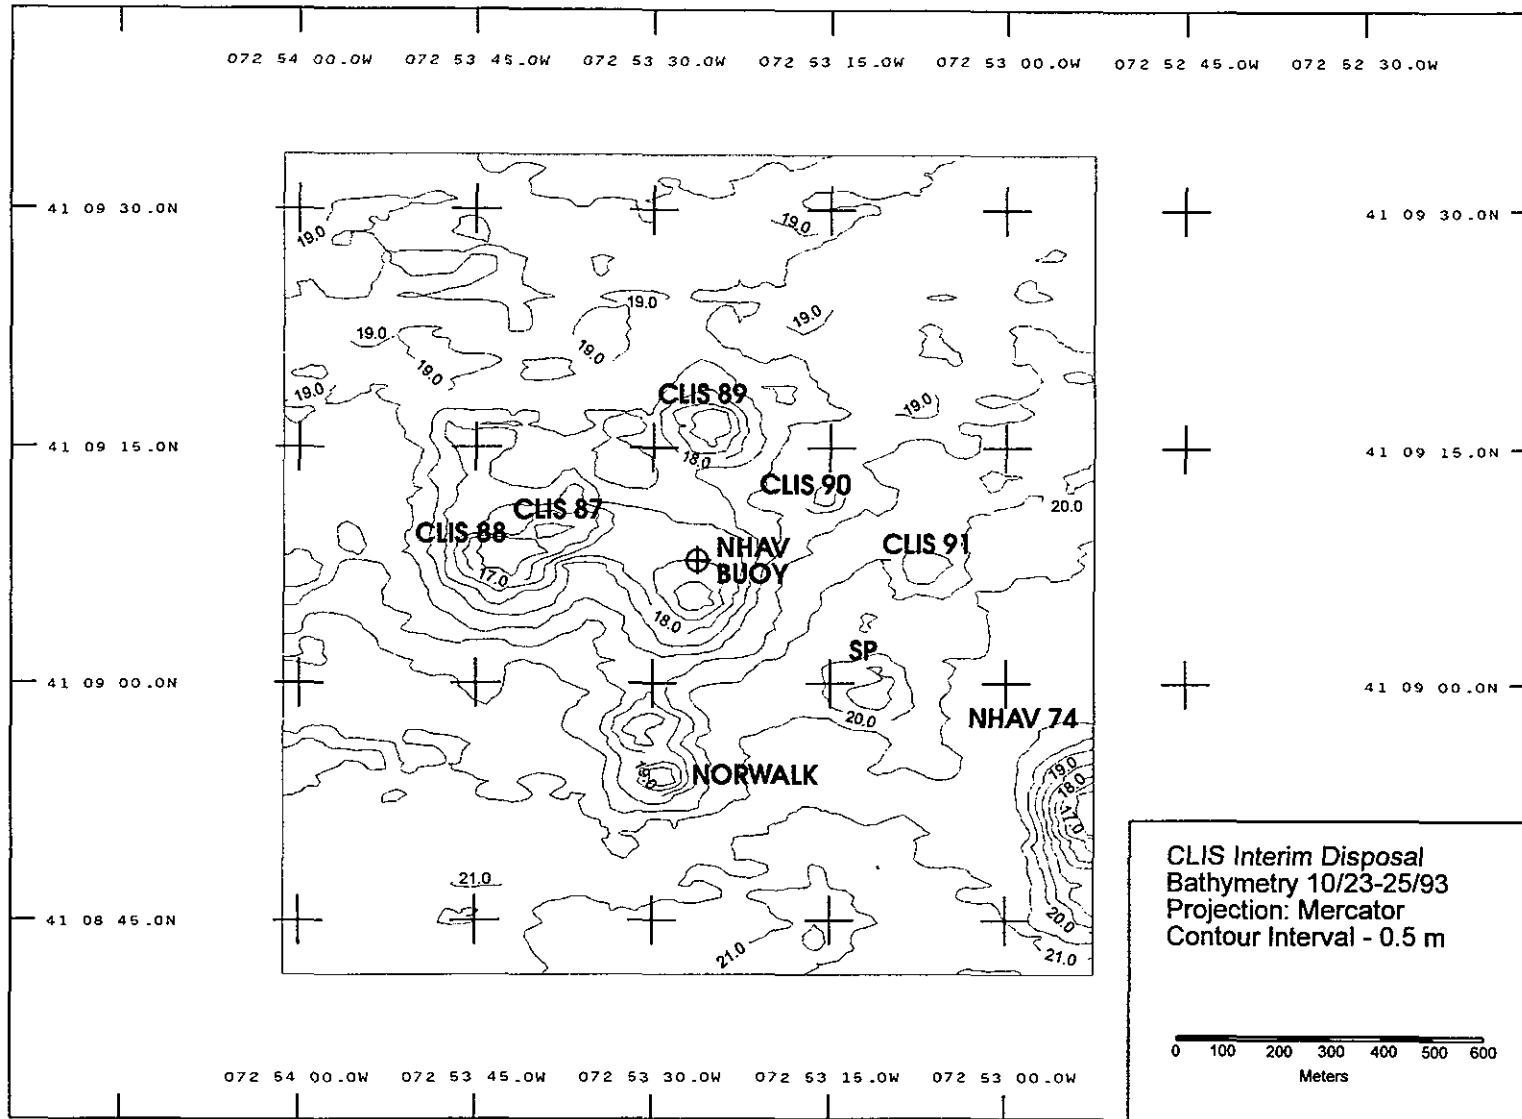 072 54 00.0W 072 53 45.0W 072 53 30.0W 072 53 15.0W 072 53 00.0W 072 52 45.0W 072 52 30.0W
41 09 30.0N
41 09 30.0N
19.0
19.0
19.0
19.0
19.0
19.0
19.0
19.0
CLIS 89
19.0
41 09 15.0N
18.0
41 09 15.0N
CLIS 90
20.0
CLIS 87
CLIS 88
NHAV
BUOY
CLIS 91
17.0
18.0
SP
41 09 00.0N
41 09 00.0N
20.0
NHAV 74
19.0
NORWALK
19.0
18.0
17.0
21.0
41 08 45.0N
20.0
21.0
21.0
CLIS Interim Disposal
Bathymetry 10/23-25/93
Projection: Mercator
Contour Interval - 0.5 m
0 100 200 300 400 500 600
Meters
072 54 00.0W 072 53 45.0W 072 53 30.0W 072 53 15.0W 072 53 00.0W